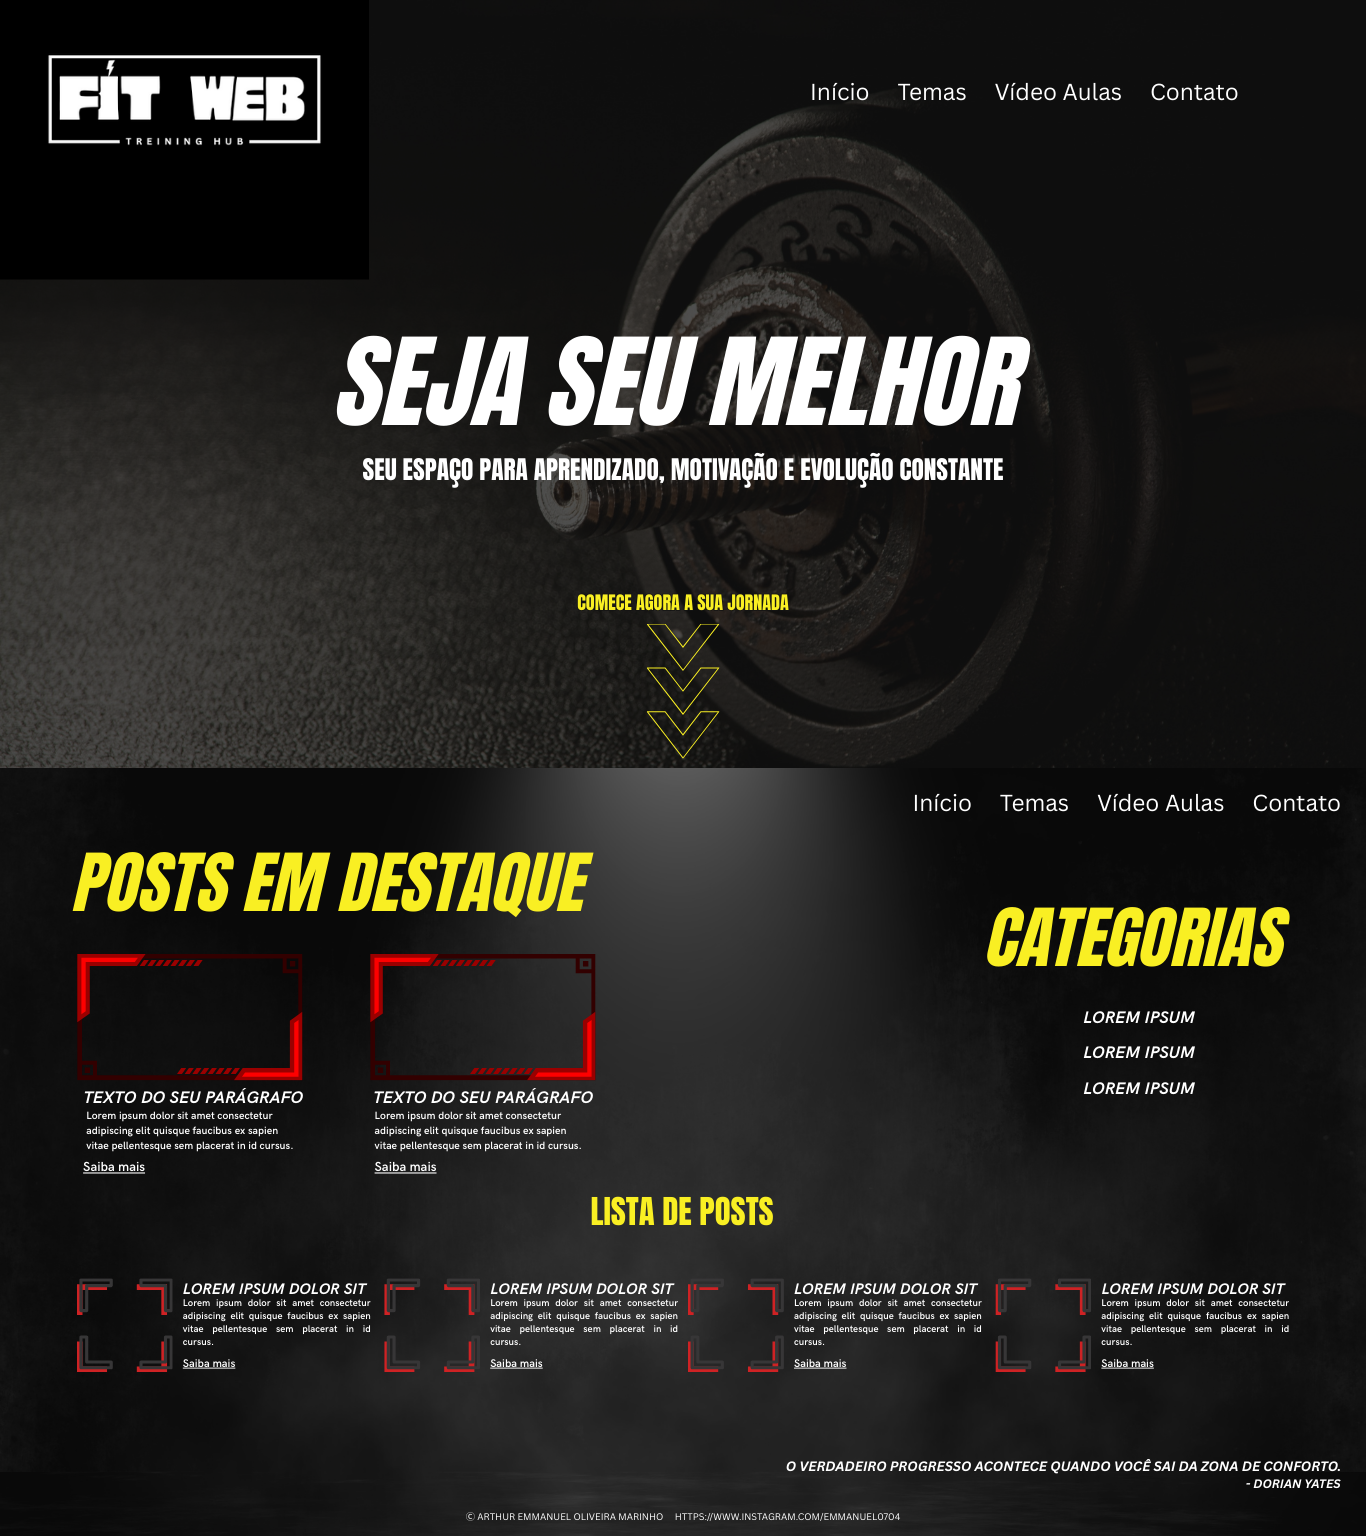 FIT WEB
TREINING HUB
Início Temas Vídeo Aulas Contato
SEJA SEU MELHOR
SEU ESPAÇO PARA APRENDIZADO, MOTIVAÇÃO E EVOLUÇÃO CONSTANTE
COMECE AGORA A SUA JORNADA
Início Temas Vídeo Aulas Contato
POSTS EM DESTAQUE
TEXTO DO SEU PARÁGRAFO
Lorem ipsum dolor sit amet consectetur
adipiscing elit quisque faucibus ex sapien
vitae pellentesque sem placerat in id cursus.
Saiba mais
TEXTO DO SEU PARÁGRAFO
Lorem ipsum dolor sit amet consectetur
adipiscing elit quisque faucibus ex sapien
vitae pellentesque sem placerat in id cursus.
Saiba mais
CATEGORIAS
LOREM IPSUM
LOREM IPSUM
LOREM IPSUM
LISTA DE POSTS
LOREM IPSUM DOLOR SIT
Lorem ipsum dolor sit amet consectetur
adipiscing elit quisque faucibus ex sapien
vitae pellentesque sem placerat in id
cursus.
Saiba mais
LOREM IPSUM DOLOR SIT
Lorem ipsum dolor sit amet consectetur
adipiscing elit quisque faucibus ex sapien
vitae pellentesque sem placerat in id
cursus.
Saiba mais
LOREM IPSUM DOLOR SIT
Lorem ipsum dolor sit amet consectetur
adipiscing elit quisque faucibus ex sapien
vitae pellentesque sem placerat in id
cursus.
Saiba mais
LOREM IPSUM DOLOR SIT
Lorem ipsum dolor sit amet consectetur
adipiscing elit quisque faucibus ex sapien
vitae pellentesque sem placerat in id
cursus.
Saiba mais
O VERDADEIRO PROGRESSO ACONTECE QUANDO VOCÊ SAI DA ZONA DE CONFORTO.
- DORIAN YATES
© ARTHUR EMMANUEL OLIVEIRA MARINHO HTTPS://WWW.INSTAGRAM.COM/EMMANUEL0704